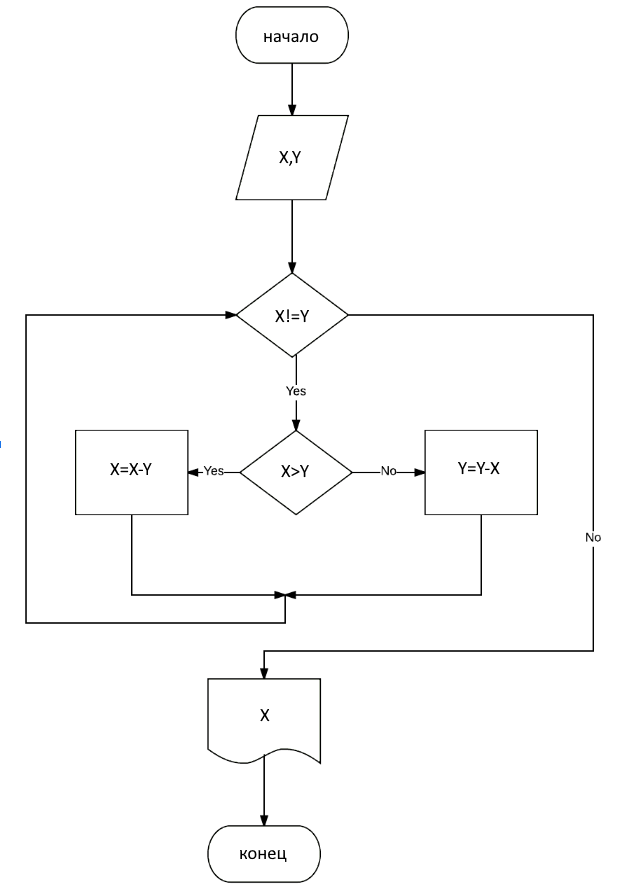 начало
X,Y
X!=Y
Yes
X=X-Y
Yes
X>Y
No
Y=Y-X
No
X
конец